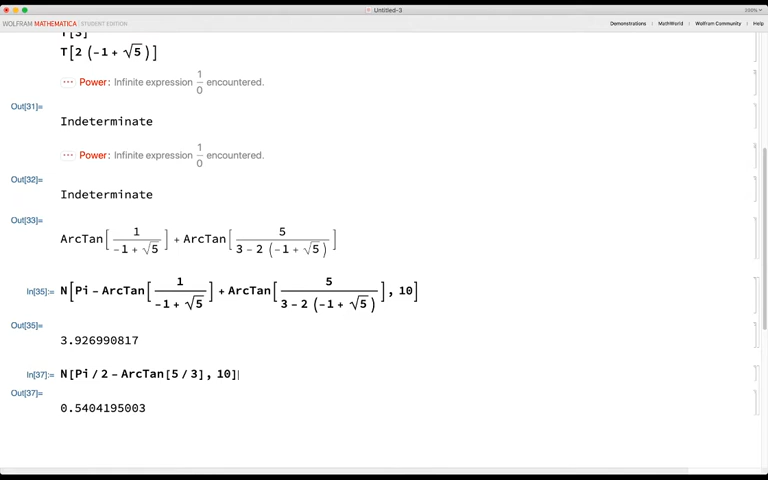 Untitled-3
200%
WOLFRAM MATHEMATICA | STUDENT EDITION
Demonstrations | MathWorld | Wolfram Community | Help
T[3]
T[2 (-1 + √5)]
··· Power: Infinite expression 1/0 encountered.
Out[31]=
Indeterminate
··· Power: Infinite expression 1/0 encountered.
Out[32]=
Indeterminate
Out[33]=
ArcTan[1/(-1 + √5)] + ArcTan[5/(3 - 2 (-1 + √5))]
In[35]:= N[Pi - ArcTan[1/(-1 + √5)] + ArcTan[5/(3 - 2 (-1 + √5))], 10]
Out[35]=
3.926990817
In[37]:= N[Pi / 2 - ArcTan[5 / 3], 10]
Out[37]=
0.5404195003